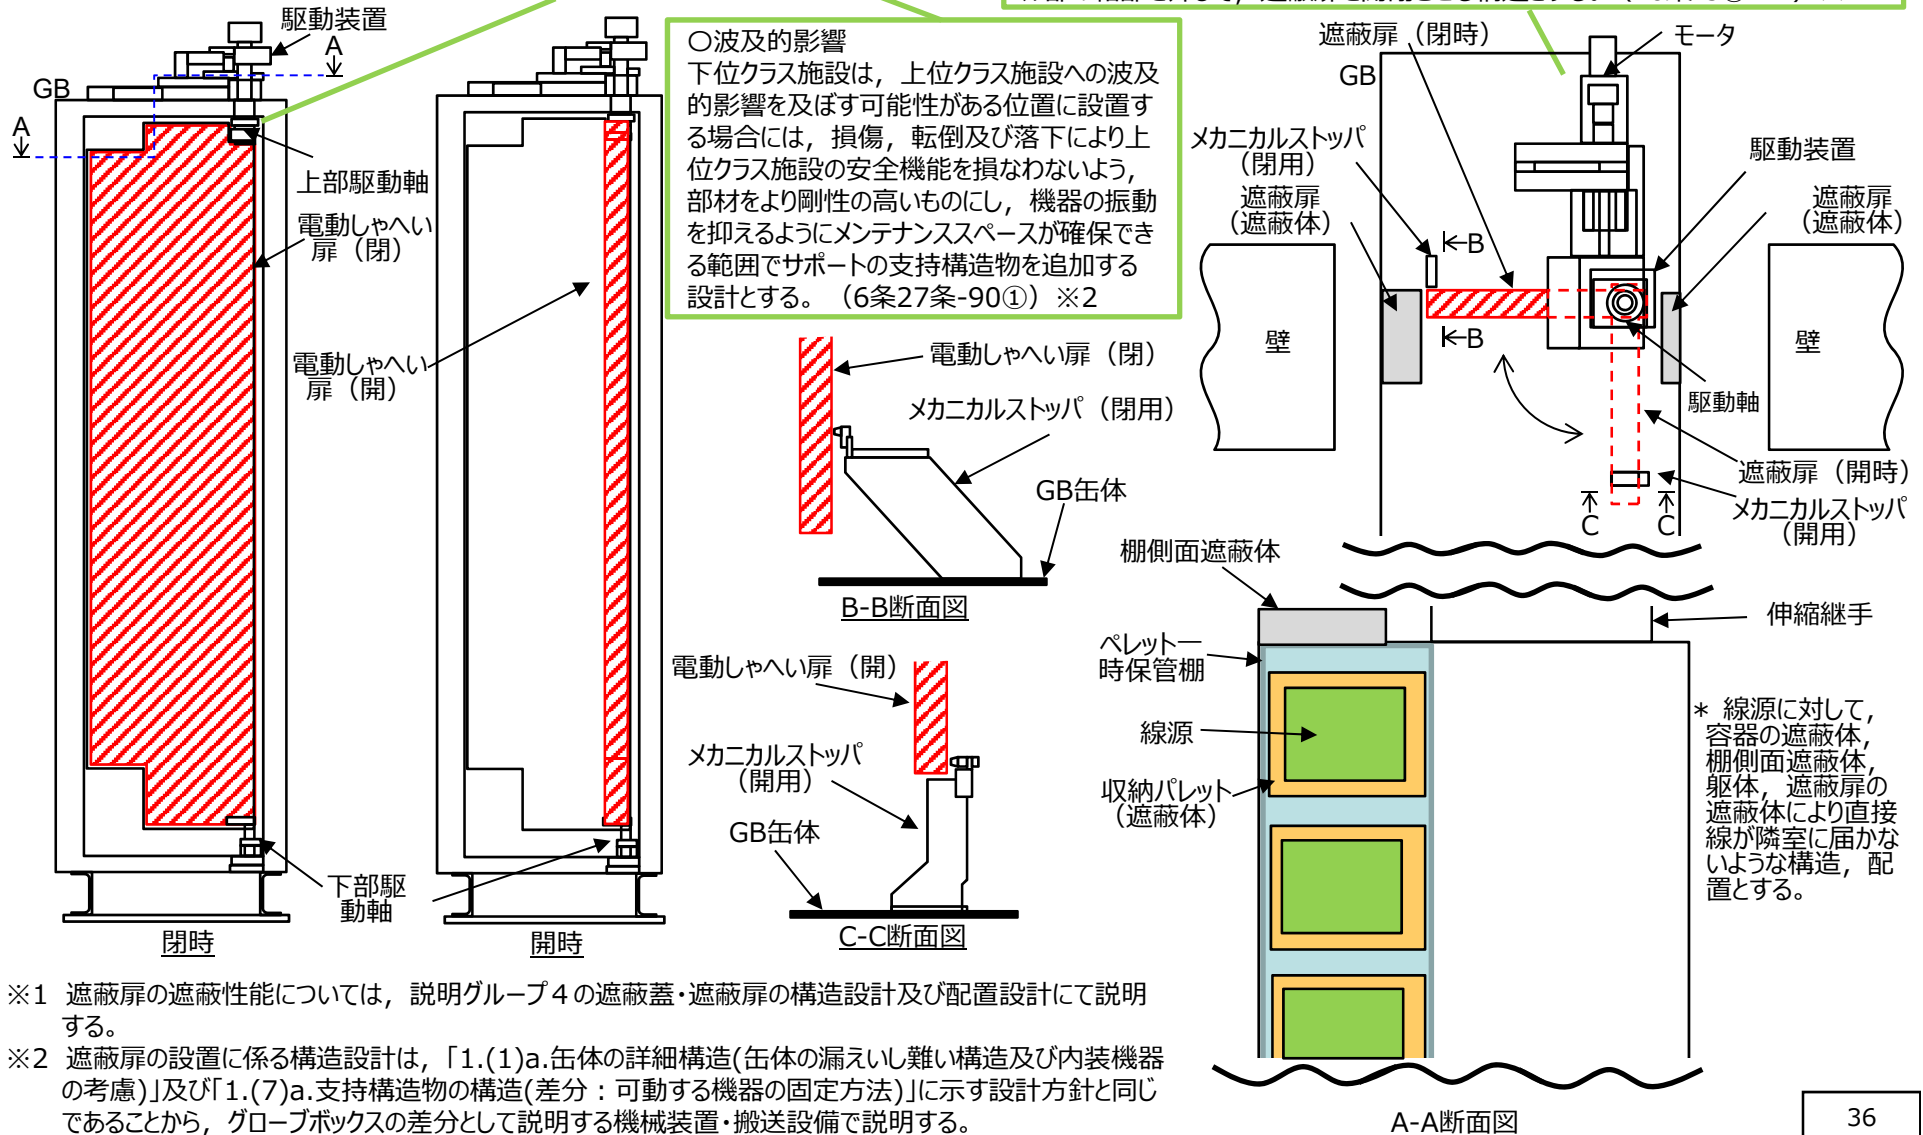 駆動装置
A
GB
A
上部駆動軸
電動しゃへい
扉（閉）
電動しゃへい
扉（開）
下部駆
動軸
閉時
開時
○波及的影響
下位クラス施設は，上位クラス施設への波及
的影響を及ぼす可能性がある位置に設置す
る場合には，損傷，転倒及び落下により上
位クラス施設の安全機能を損なわないよう，
部材をより剛性の高いものにし，機器の振動
を抑えるようにメンテナンススペースが確保でき
る範囲でサポートの支持構造物を追加する
設計とする。（6条27条-90①）※2
電動しゃへい扉（閉）
メカニカルストッパ（閉用）
GB缶体
B-B断面図
電動しゃへい扉（開）
メカニカルストッパ
（開用）
GB缶体
C-C断面図
遮蔽扉（閉時）
モータ
GB
メカニカルストッパ
（閉用）
駆動装置
遮蔽扉
（遮蔽体）
遮蔽扉
（遮蔽体）
B
B
壁
壁
駆動軸
遮蔽扉（開時）
C
C
メカニカルストッパ
（開用）
棚側面遮蔽体
伸縮継手
ペレット一
時保管棚
線源
収納パレット
（遮蔽体）
＊ 線源に対して，
容器の遮蔽体，
棚側面遮蔽体，
躯体，遮蔽扉の
遮蔽体により直接
線が隣室に届かな
いような構造，配
置とする。
A-A断面図
※1 遮蔽扉の遮蔽性能については，説明グループ４の遮蔽蓋・遮蔽扉の構造設計及び配置設計にて説明
する。
※2 遮蔽扉の設置に係る構造設計は，「1.(1)a.缶体の詳細構造(缶体の漏えいし難い構造及び内装機器
の考慮)」及び「1.(7)a.支持構造物の構造(差分：可動する機器の固定方法)」に示す設計方針と同じ
であることから，グローブボックスの差分として説明する機械装置・搬送設備で説明する。
36